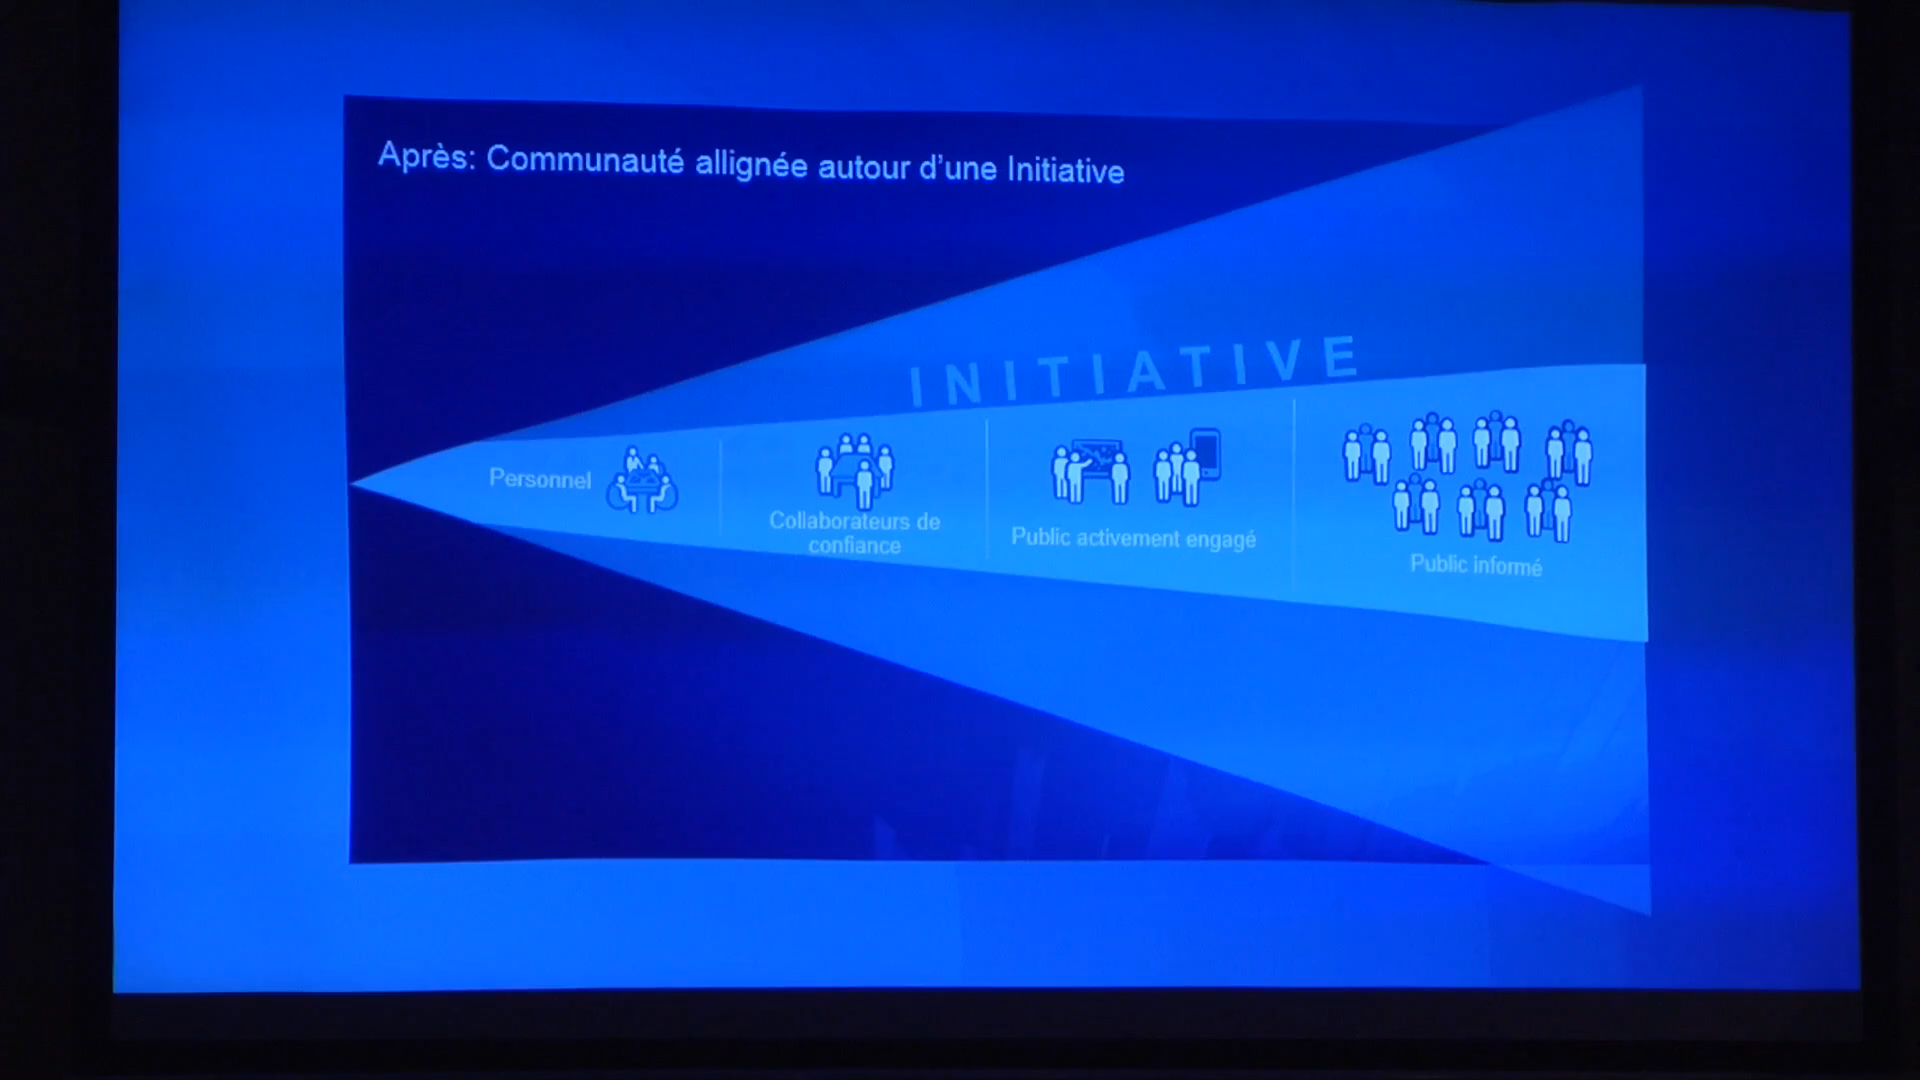 Après: Communauté allignée autour d'une Initiative
INITIATIVE
Personnel
Collaborateurs de
confiance
Public activement engagé
Public informé